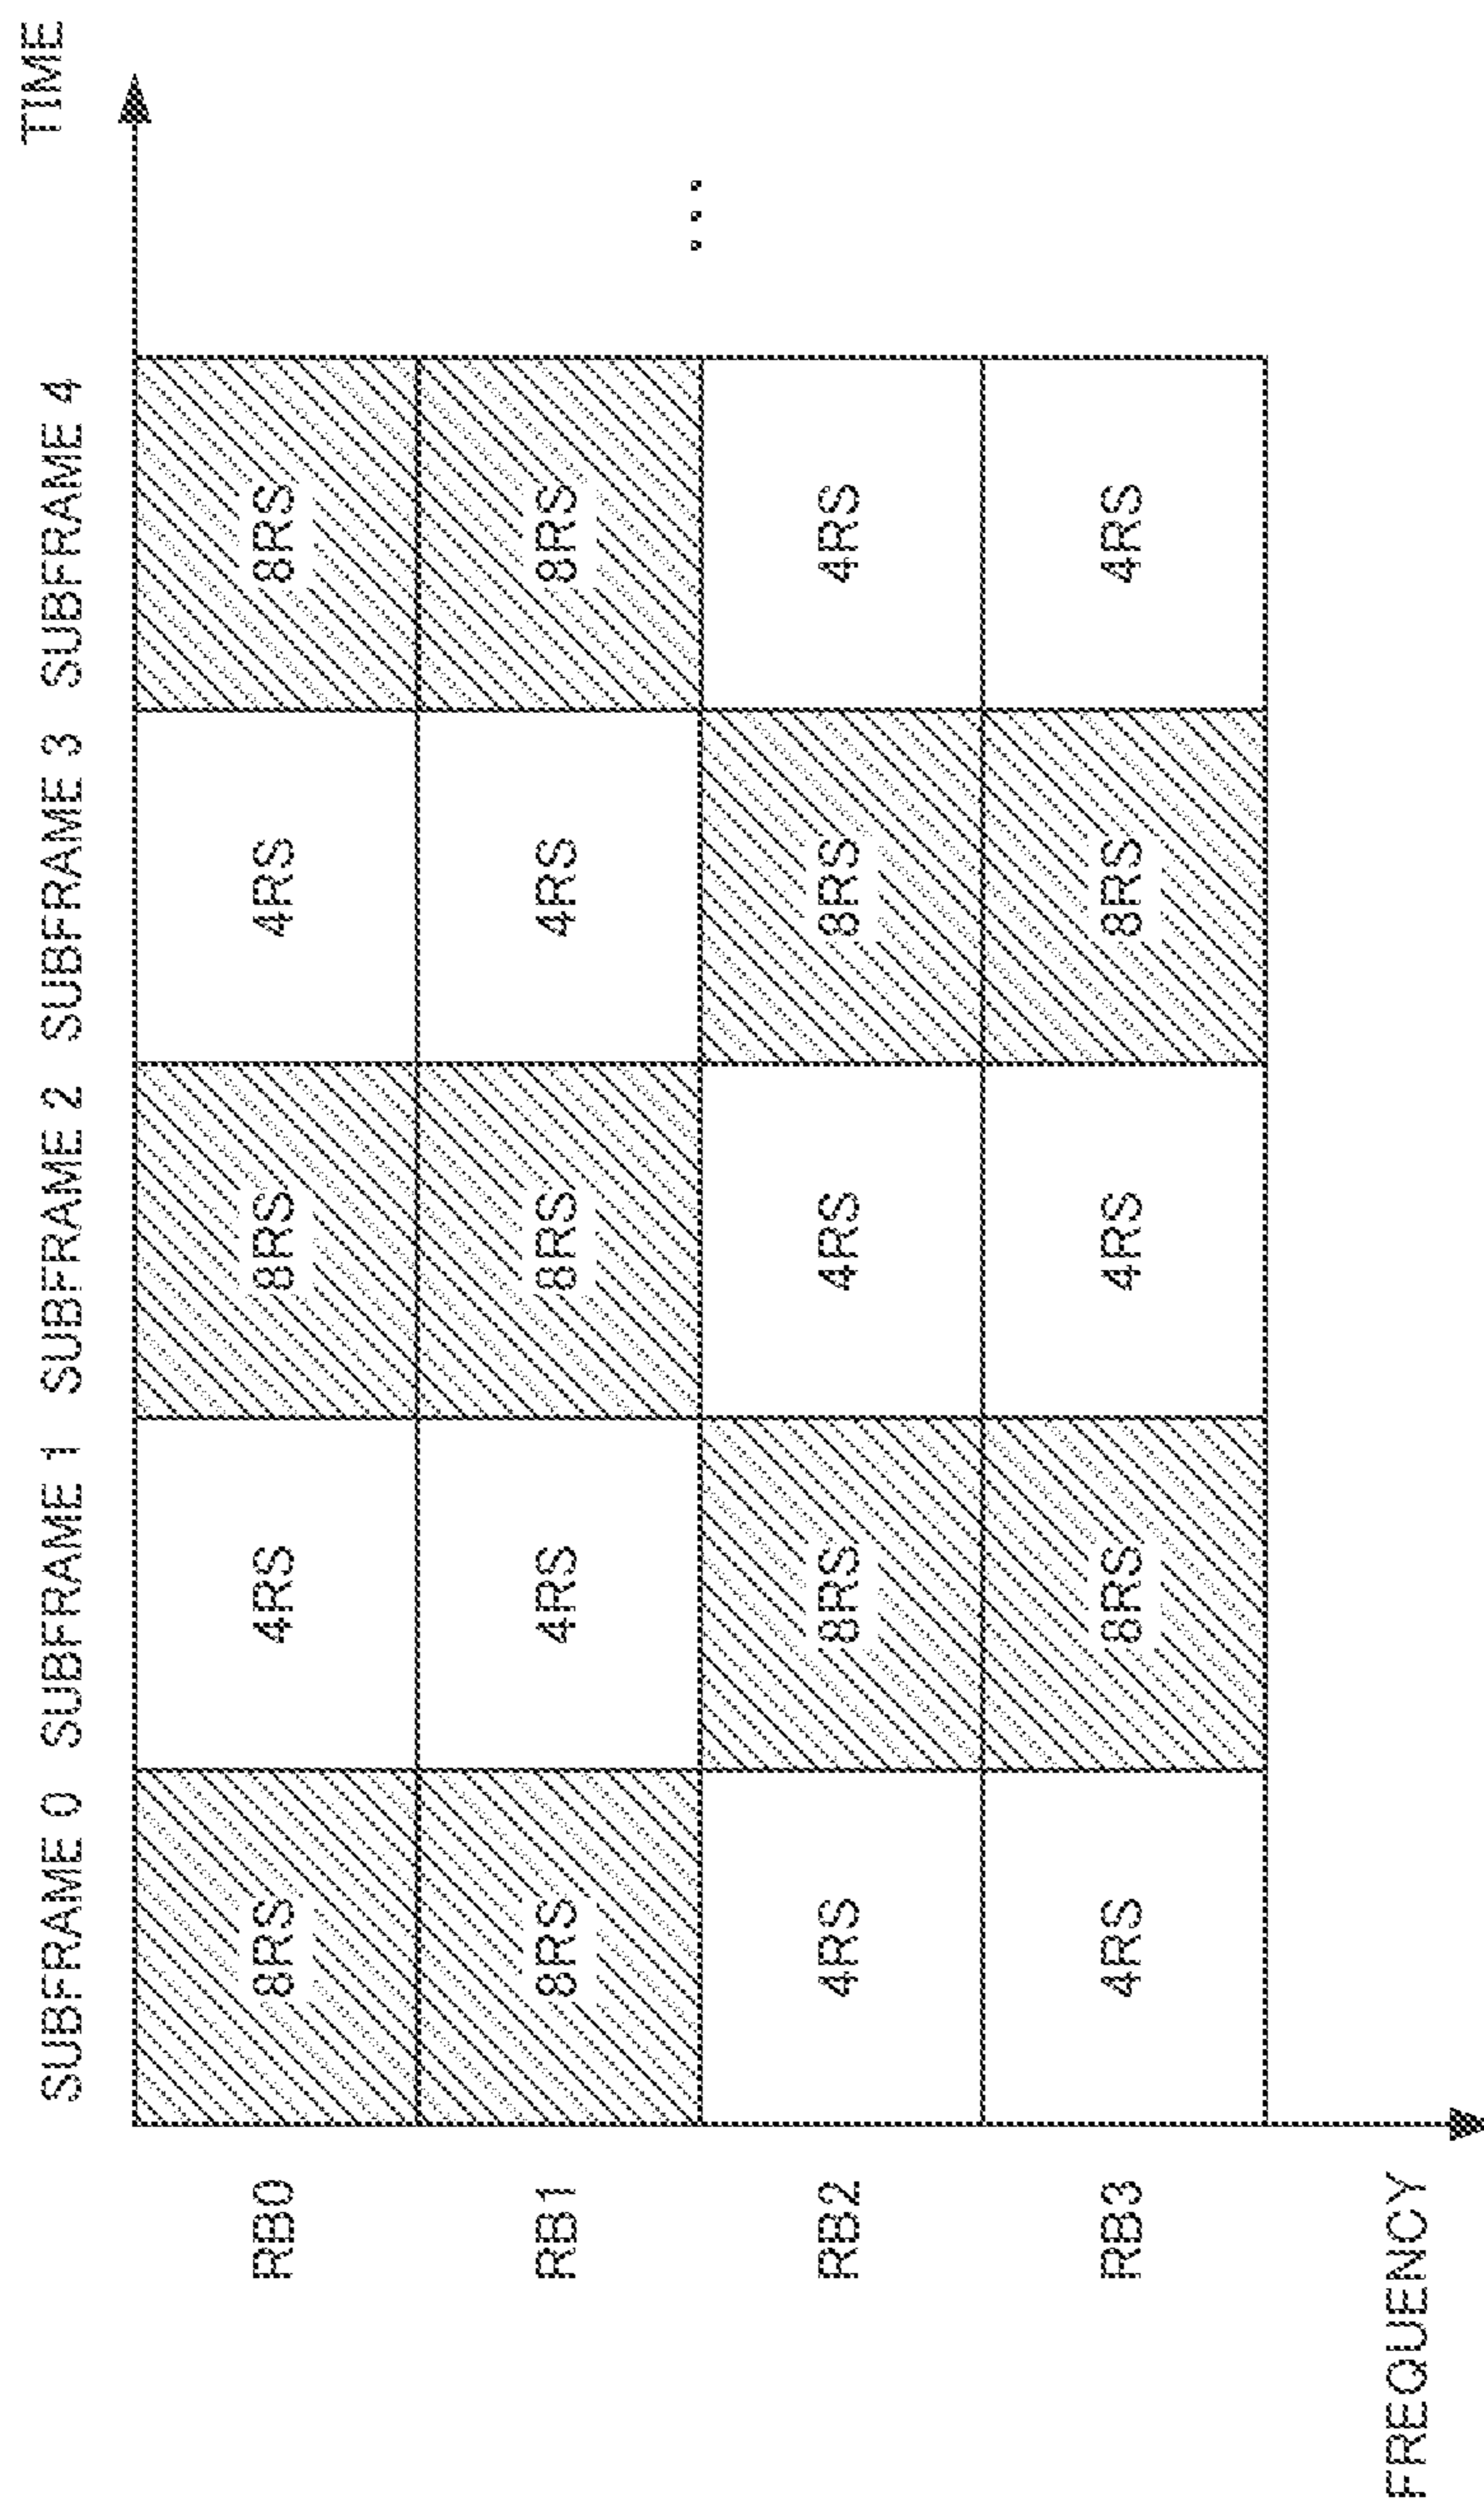 TIME
SUBFRAME 0 SUBFRAME 1 SUBFRAME 2 SUBFRAME 3 SUBFRAME 4
RB0 8RS 4RS 8RS 4RS 8RS
RB1 8RS 4RS 8RS 4RS 8RS
...
RB2 4RS 8RS 4RS 8RS 4RS
RB3 4RS 8RS 4RS 8RS 4RS
FREQUENCY